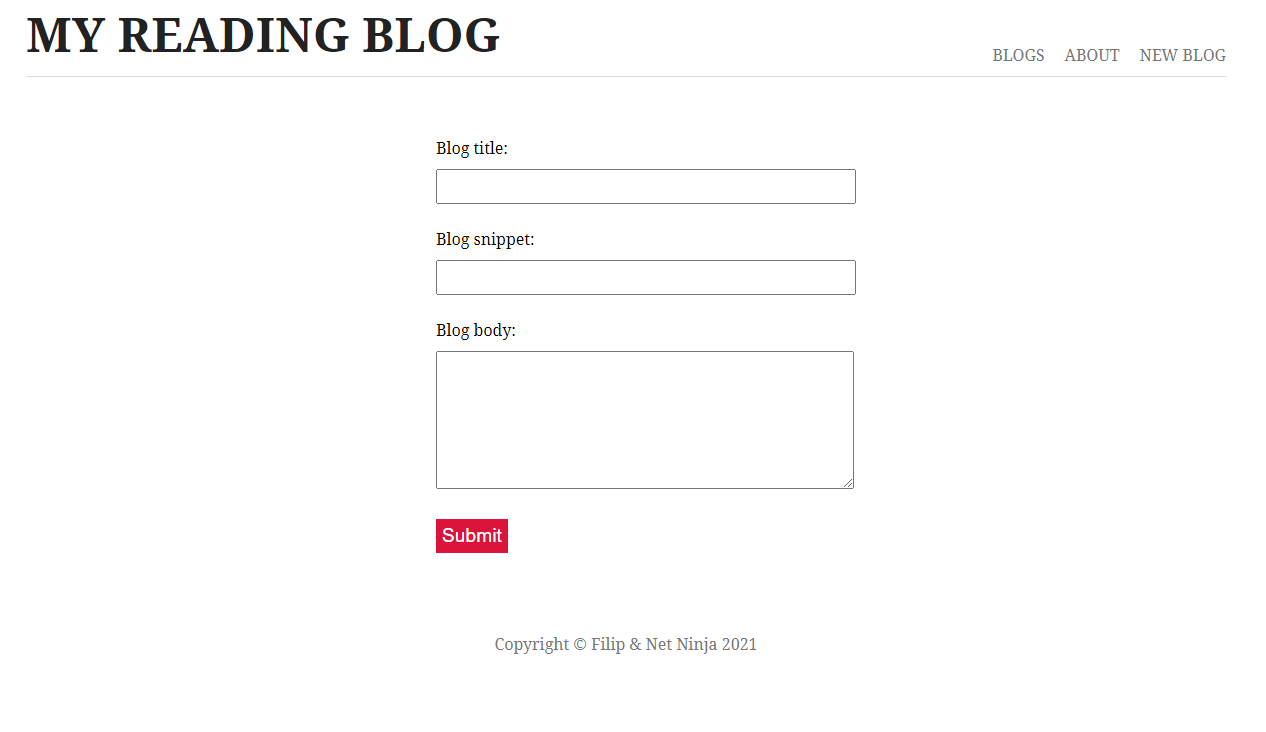 MY READING BLOG
BLOGS ABOUT NEW BLOG
Blog title:
Blog snippet:
Blog body:
Submit
Copyright © Filip & Net Ninja 2021